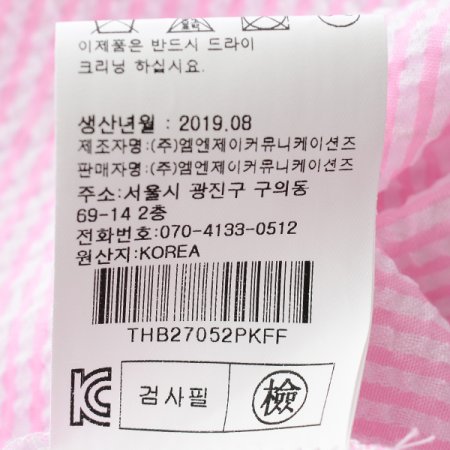 이제품은 반드시 드라이
크리닝 하십시요.
생산년월 : 2019.08
제조자명:(주)엠엔제이커뮤니케이션즈
판매자명:(주)엠엔제이커뮤니케이션즈
주소:서울시 광진구 구의동
69-14 2층
전화번호:070-4133-0512
원산지:KOREA
THB27052PKFF
KC 검사필 檢